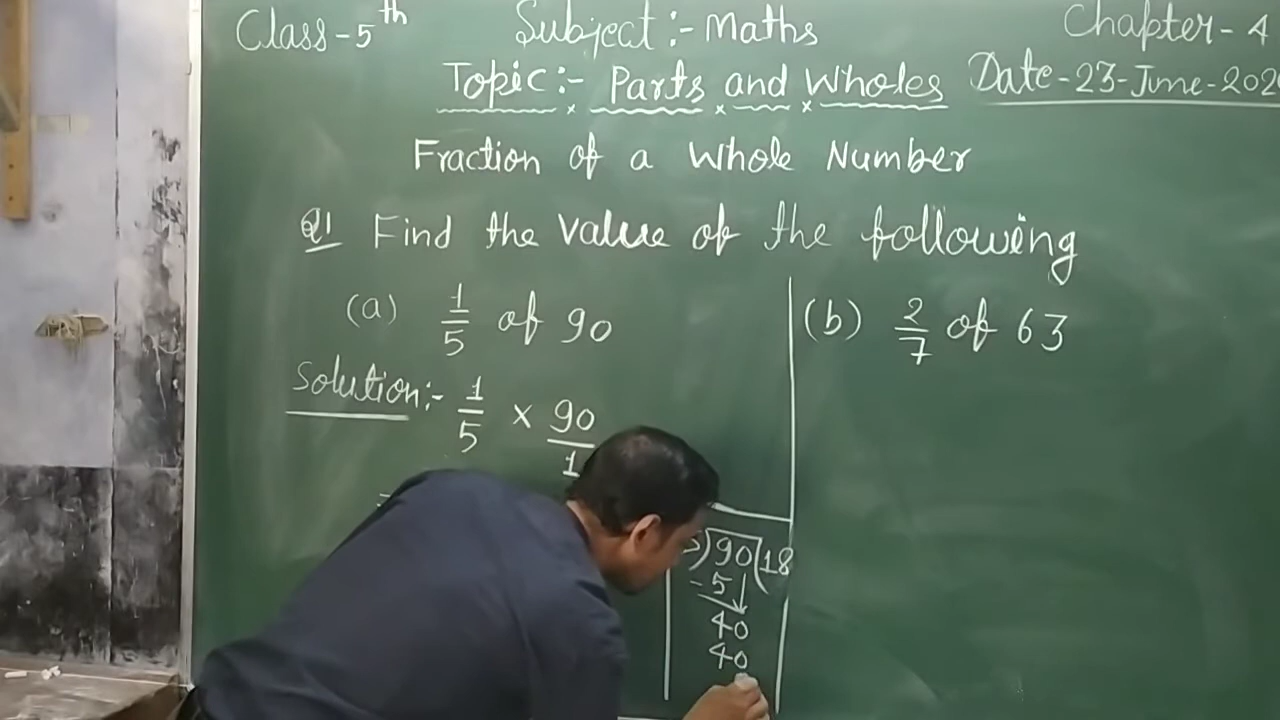 Class-5th Subject:- Maths Chapter-4
Topic:- Parts and Wholes Date-23-June-202
Fraction of a Whole Number
Q1 Find the value of the following
(a) 1/5 of 90
(b) 2/7 of 63
Solution:- 1/5 × 90/1
=
5)90(18
-5
40
40